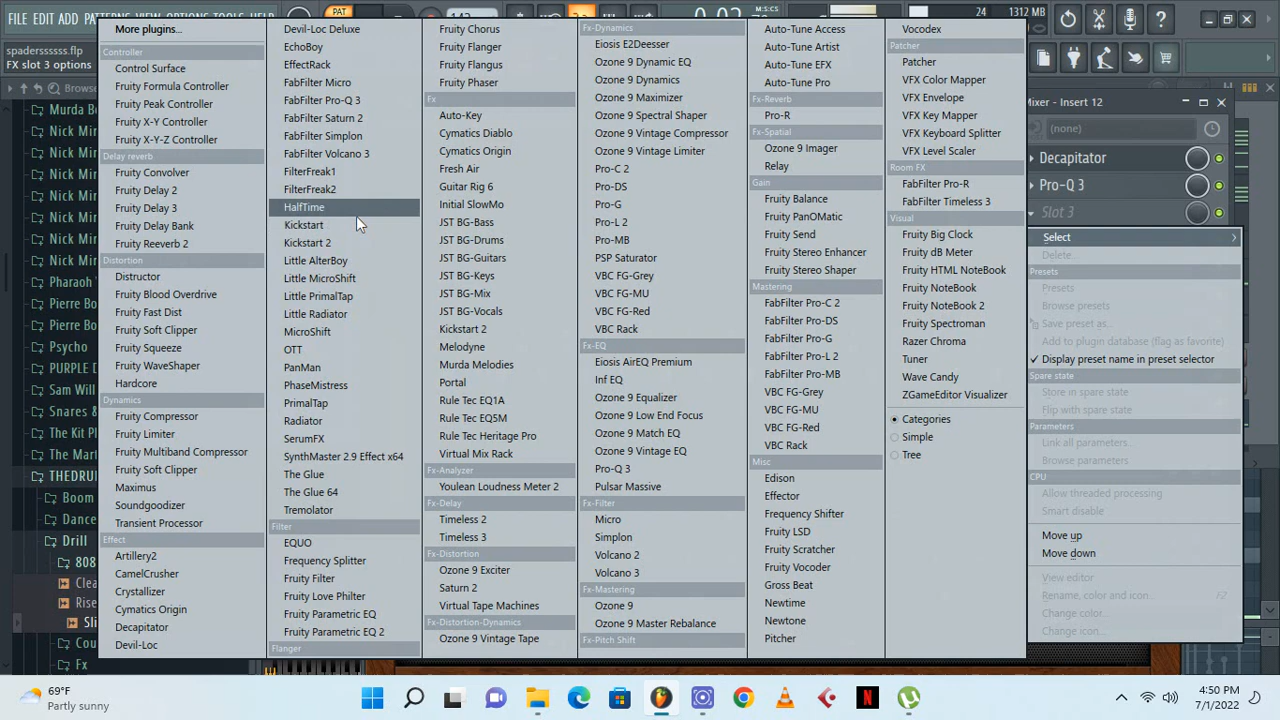 FILE EDIT ADD PATTERNS VIEW OPTIONS TOOLS HELP
PAT
0:02
M:S:CS
24
1312 MB
spaderssssss.flp
FX slot 3 options
Browse
Murda Bo
Nick Mir
Nick Mir
Nick Mir
Nick Mir
Nick Mir
Nick Mir
Nick Mir
Nick Mir
Pharaoh'
Pierre Bo
Pierre Bo
Pierre Bo
Psycho
PURPLE D
Sam Will
Snares &
The Kit P
The Mart
THEDRUM
Boom
Dance
Drill
808
Clea
Rise
Sli
Cou
Fx
More plugins...
Controller
Control Surface
Fruity Formula Controller
Fruity Peak Controller
Fruity X-Y Controller
Fruity X-Y-Z Controller
Delay reverb
Fruity Convolver
Fruity Delay 2
Fruity Delay 3
Fruity Delay Bank
Fruity Reeverb 2
Distortion
Distructor
Fruity Blood Overdrive
Fruity Fast Dist
Fruity Soft Clipper
Fruity Squeeze
Fruity WaveShaper
Hardcore
Dynamics
Fruity Compressor
Fruity Limiter
Fruity Multiband Compressor
Fruity Soft Clipper
Maximus
Soundgoodizer
Transient Processor
Effect
Artillery2
CamelCrusher
Crystallizer
Cymatics Origin
Decapitator
Devil-Loc
Devil-Loc Deluxe
EchoBoy
EffectRack
FabFilter Micro
FabFilter Pro-Q 3
FabFilter Saturn 2
FabFilter Simplon
FabFilter Volcano 3
FilterFreak1
FilterFreak2
HalfTime
Kickstart
Kickstart 2
Little AlterBoy
Little MicroShift
Little PrimalTap
Little Radiator
MicroShift
OTT
PanMan
PhaseMistress
PrimalTap
Radiator
SerumFX
SynthMaster 2.9 Effect x64
The Glue
The Glue 64
Tremolator
Filter
EQUO
Frequency Splitter
Fruity Filter
Fruity Love Philter
Fruity Parametric EQ
Fruity Parametric EQ 2
Flanger
Fruity Chorus
Fruity Flanger
Fruity Flangus
Fruity Phaser
Fx
Auto-Key
Cymatics Diablo
Cymatics Origin
Fresh Air
Guitar Rig 6
Initial SlowMo
JST BG-Bass
JST BG-Drums
JST BG-Guitars
JST BG-Keys
JST BG-Mix
JST BG-Vocals
Kickstart 2
Melodyne
Murda Melodies
Portal
Rule Tec EQ1A
Rule Tec EQ5M
Rule Tec Heritage Pro
Virtual Mix Rack
Fx-Analyzer
Youlean Loudness Meter 2
Fx-Delay
Timeless 2
Timeless 3
Fx-Distortion
Ozone 9 Exciter
Saturn 2
Virtual Tape Machines
Fx-Distortion-Dynamics
Ozone 9 Vintage Tape
Fx-Dynamics
Eiosis E2Deesser
Ozone 9 Dynamic EQ
Ozone 9 Dynamics
Ozone 9 Maximizer
Ozone 9 Spectral Shaper
Ozone 9 Vintage Compressor
Ozone 9 Vintage Limiter
Pro-C 2
Pro-DS
Pro-G
Pro-L 2
Pro-MB
PSP Saturator
VBC FG-Grey
VBC FG-MU
VBC FG-Red
VBC Rack
Fx-EQ
Eiosis AirEQ Premium
Inf EQ
Ozone 9 Equalizer
Ozone 9 Low End Focus
Ozone 9 Match EQ
Ozone 9 Vintage EQ
Pro-Q 3
Pulsar Massive
Fx-Filter
Micro
Simplon
Volcano 2
Volcano 3
Fx-Mastering
Ozone 9
Ozone 9 Master Rebalance
Fx-Pitch Shift
Auto-Tune Access
Auto-Tune Artist
Auto-Tune EFX
Auto-Tune Pro
Fx-Reverb
Pro-R
Fx-Spatial
Ozone 9 Imager
Relay
Gain
Fruity Balance
Fruity PanOMatic
Fruity Send
Fruity Stereo Enhancer
Fruity Stereo Shaper
Mastering
FabFilter Pro-C 2
FabFilter Pro-DS
FabFilter Pro-G
FabFilter Pro-L 2
FabFilter Pro-MB
VBC FG-Grey
VBC FG-MU
VBC FG-Red
VBC Rack
Misc
Edison
Effector
Frequency Shifter
Fruity LSD
Fruity Scratcher
Fruity Vocoder
Gross Beat
Newtime
Newtone
Pitcher
Vocodex
Patcher
Patcher
VFX Color Mapper
VFX Envelope
VFX Key Mapper
VFX Keyboard Splitter
VFX Level Scaler
Room FX
FabFilter Pro-R
FabFilter Timeless 3
Visual
Fruity Big Clock
Fruity dB Meter
Fruity HTML NoteBook
Fruity NoteBook
Fruity NoteBook 2
Fruity Spectroman
Razer Chroma
Tuner
Wave Candy
ZGameEditor Visualizer
Categories
Simple
Tree
Mixer - Insert 12
(none)
Decapitator
Pro-Q 3
Slot 3
Select
Delete
Presets
Presets
Browse presets
Save preset as...
Add to plugin database (flag as favorite)
Display preset name in preset selector
Spare state
Store in spare state
Flip with spare state
Parameters
Link all parameters...
Browse parameters
CPU
Allow threaded processing
Smart disable
Move up
Move down
View editor
Rename, color and icon... F2
Change color...
Change icon...
69°F
Partly sunny
4:50 PM
7/1/2022